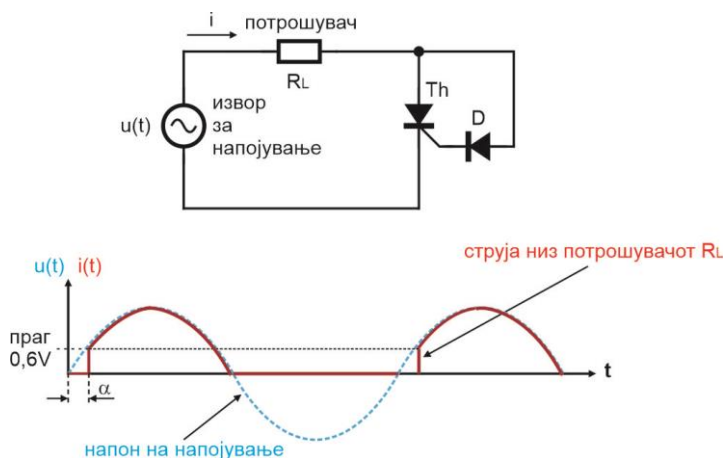 i потрошувач
RL
Th
D
u(t)
извор
за
напојување
u(t) i(t)
струја низ потрошувачот RL
праг
0,6V
t
α
напон на напојување